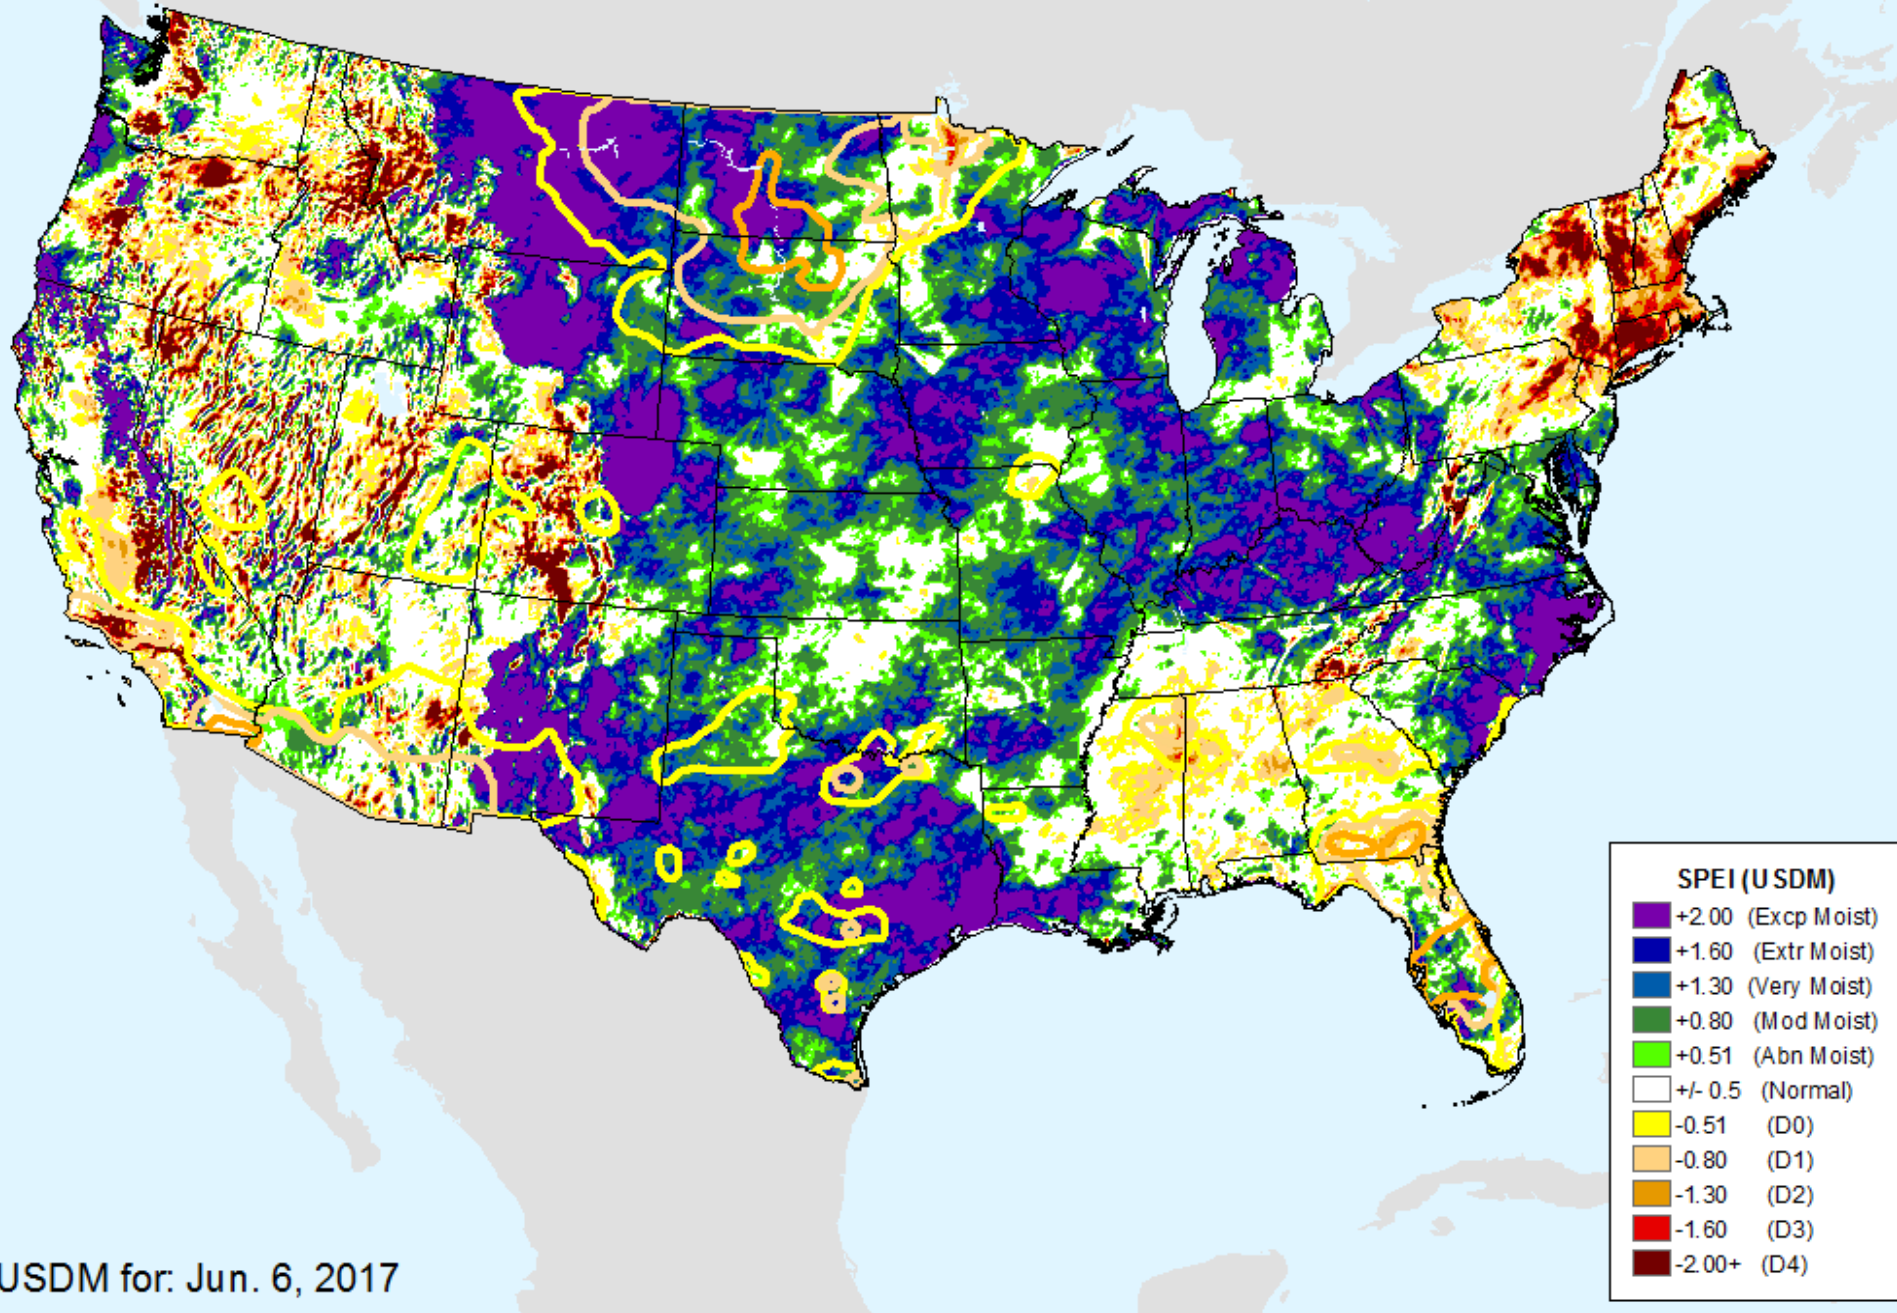 SPEI (USDM)
+2.00 (Excp Moist)
+1.60 (Extr Moist)
+1.30 (Very Moist)
+0.80 (Mod Moist)
+0.51 (Abn Moist)
+/- 0.5 (Normal)
-0.51 (D0)
-0.80 (D1)
-1.30 (D2)
-1.60 (D3)
-2.00+ (D4)
USDM for: Jun. 6, 2017